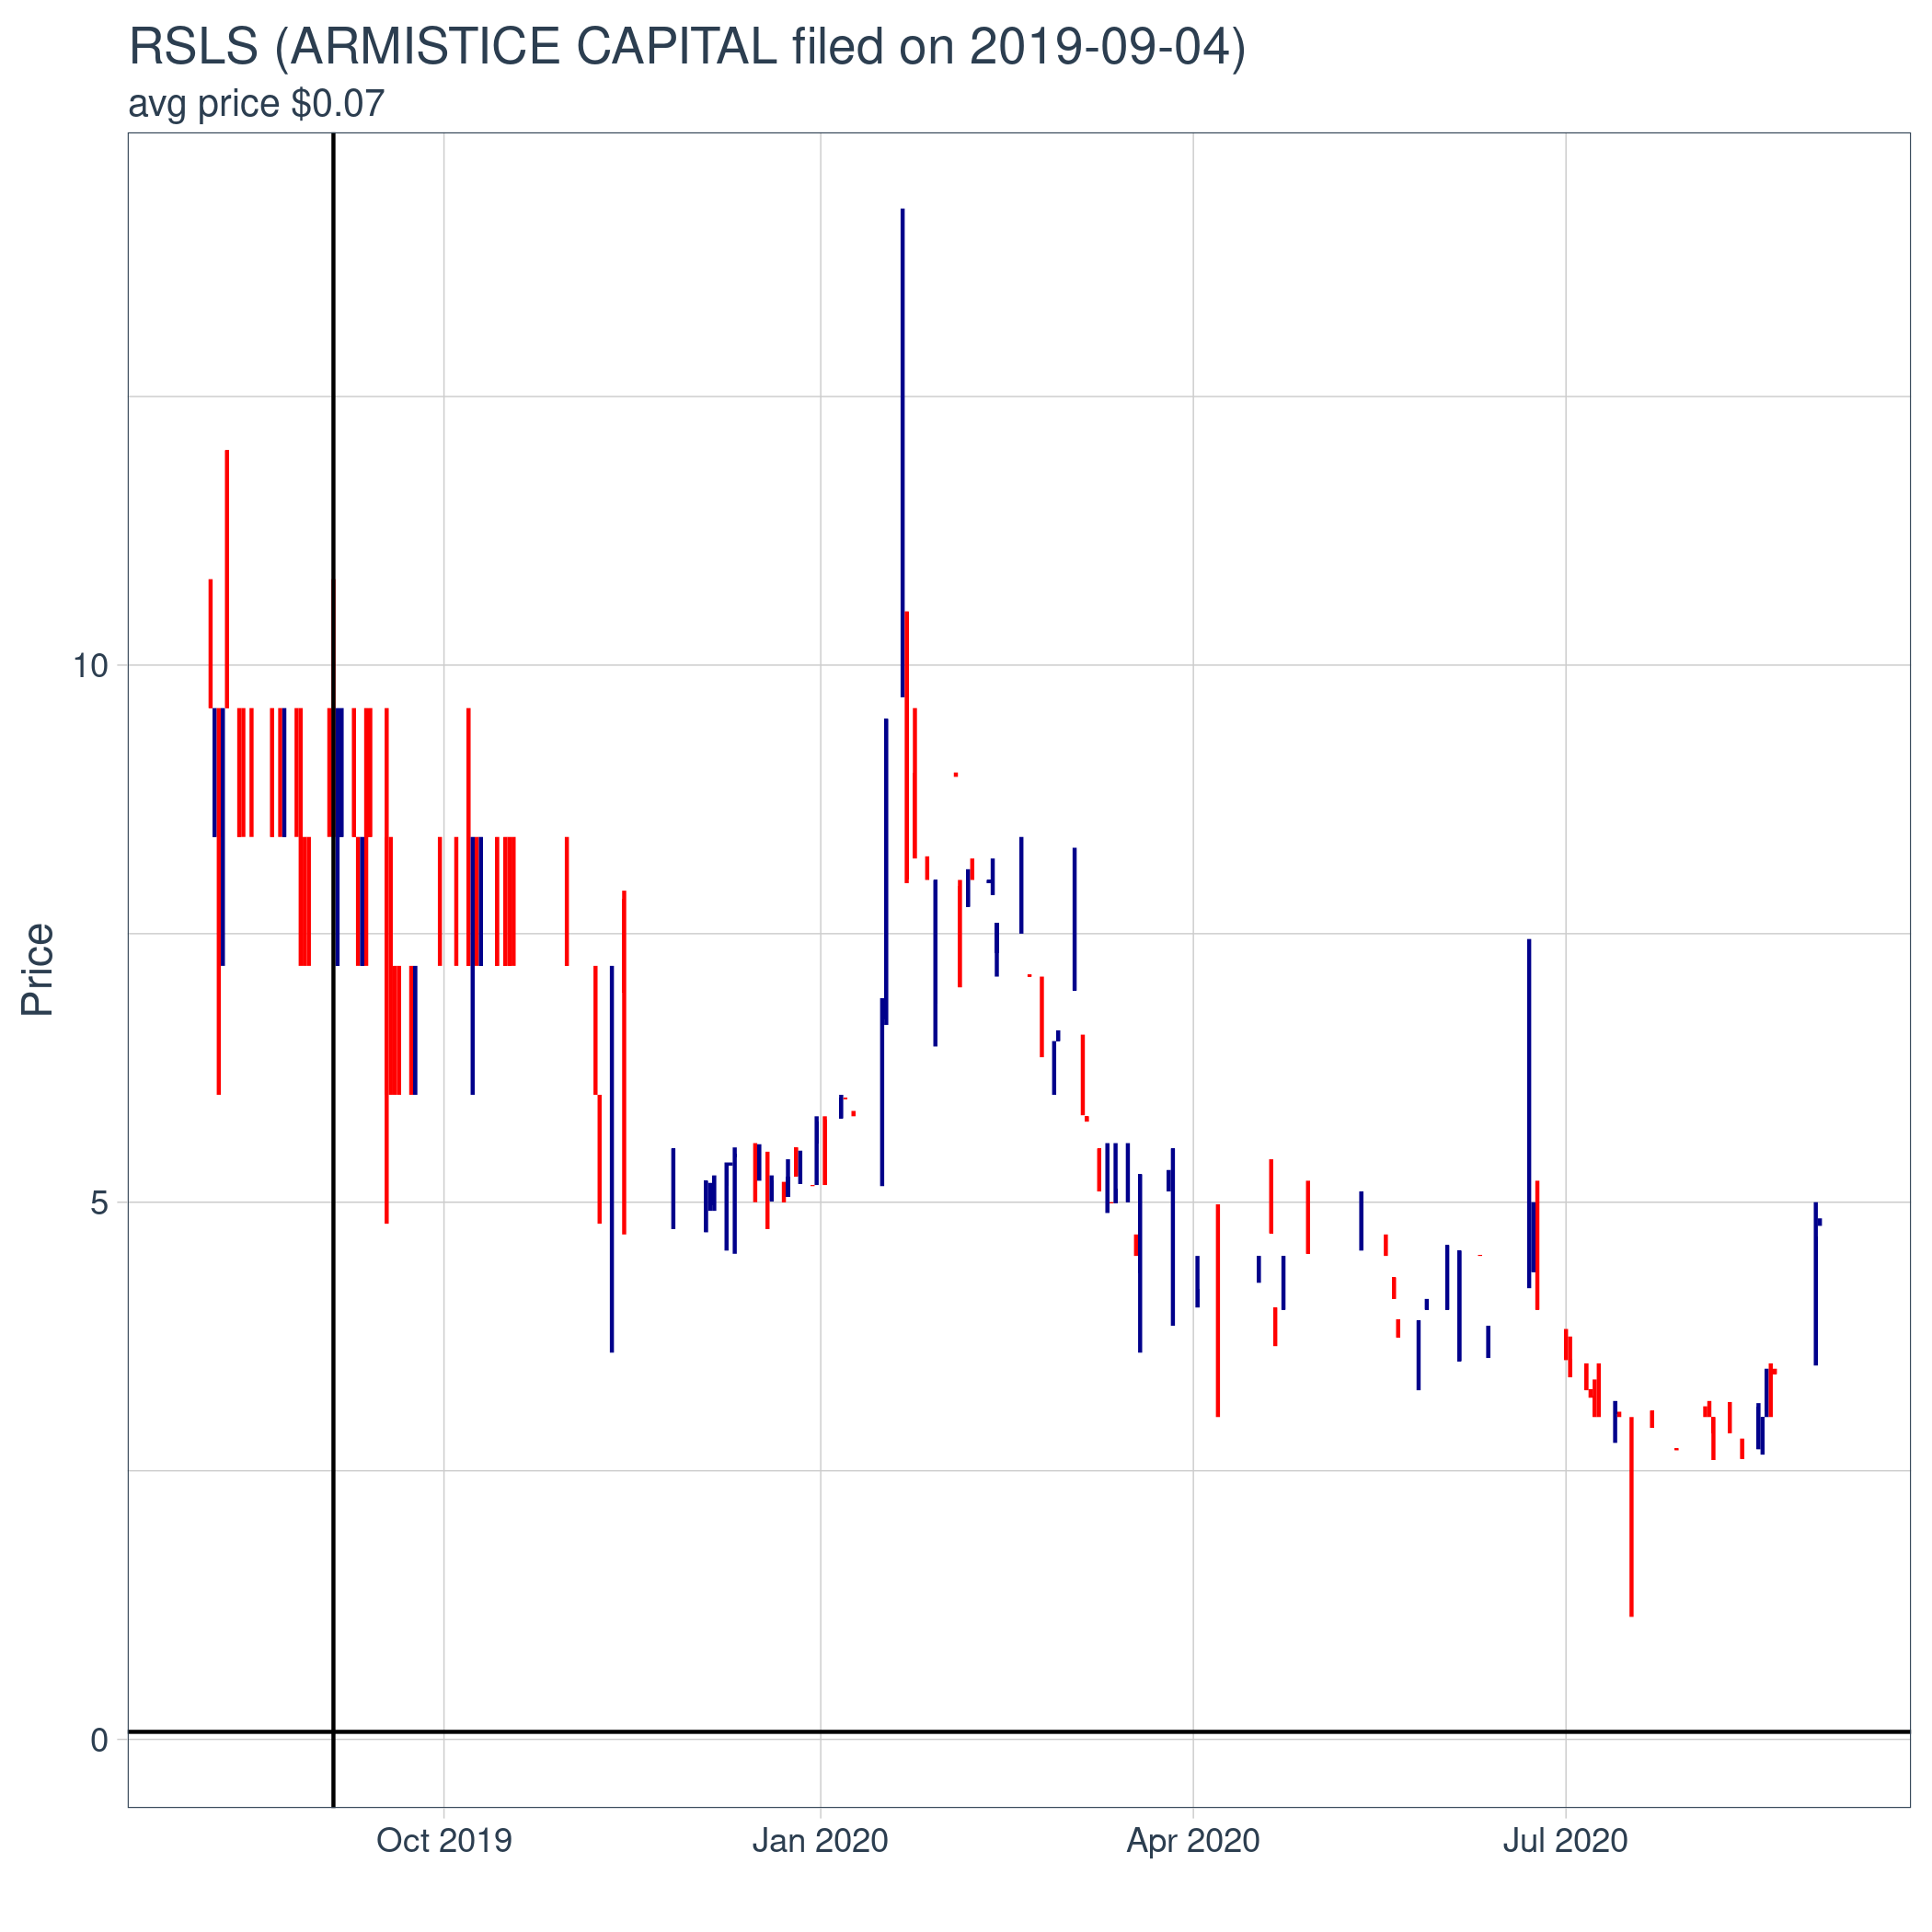 RSLS (ARMISTICE CAPITAL filed on 2019-09-04)
avg price $0.07
10
5
0
Price
Oct 2019
Jan 2020
Apr 2020
Jul 2020